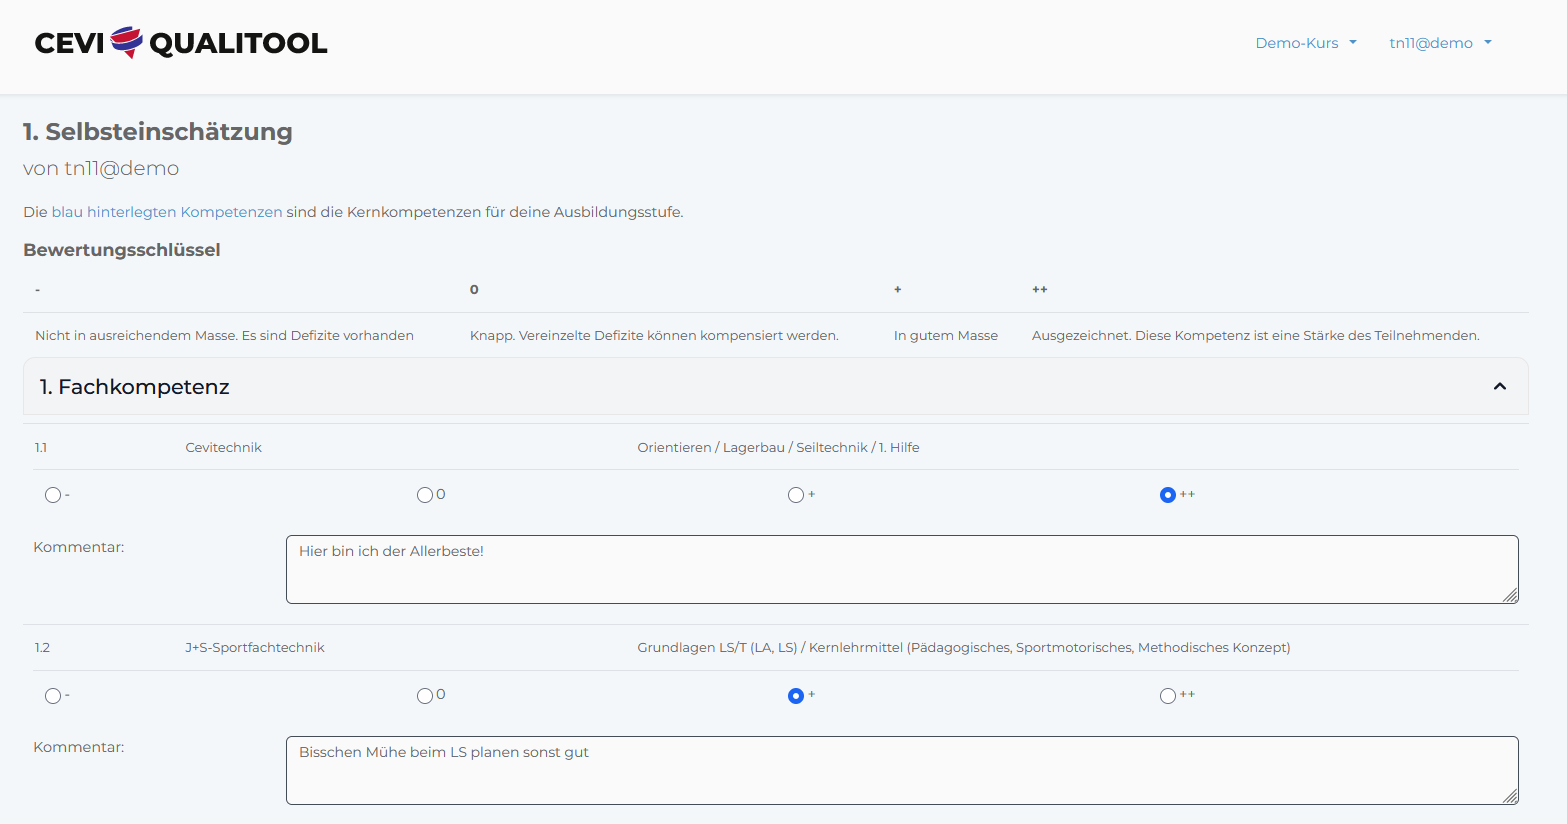 CEVI QUALITOOL
Demo-Kurs
tn11@demo
1. Selbsteinschätzung
von tn11@demo
Die blau hinterlegten Kompetenzen sind die Kernkompetenzen für deine Ausbildungsstufe.
Bewertungsschlüssel
- 0 + ++
Nicht in ausreichendem Masse. Es sind Defizite vorhanden Knapp. Vereinzelte Defizite können kompensiert werden. In gutem Masse Ausgezeichnet. Diese Kompetenz ist eine Stärke des Teilnehmenden.
1. Fachkompetenz
1.1 Cevitechnik Orientieren / Lagerbau / Seiltechnik / 1. Hilfe
- 0 + ++
Kommentar: Hier bin ich der Allerbeste!
1.2 J+S-Sportfachtechnik Grundlagen LS/T (LA, LS) / Kernlehrmittel (Pädagogisches, Sportmotorisches, Methodisches Konzept)
- 0 + ++
Kommentar: Bisschen Mühe beim LS planen sonst gut